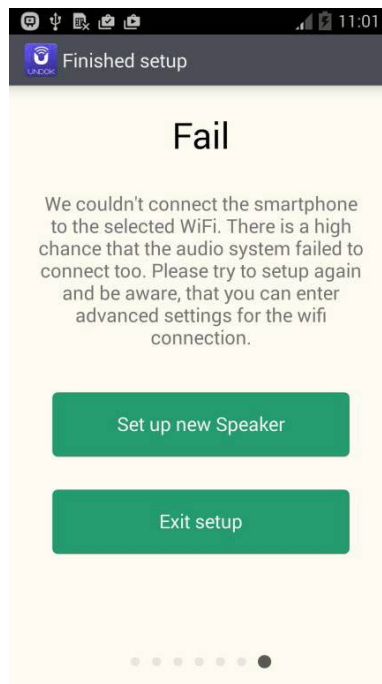 11:01
UNDOK
Finished setup
Fail
We couldn't connect the smartphone
to the selected WiFi. There is a high
chance that the audio system failed to
connect too. Please try to setup again
and be aware, that you can enter
advanced settings for the wifi
connection.
Set up new Speaker
Exit setup